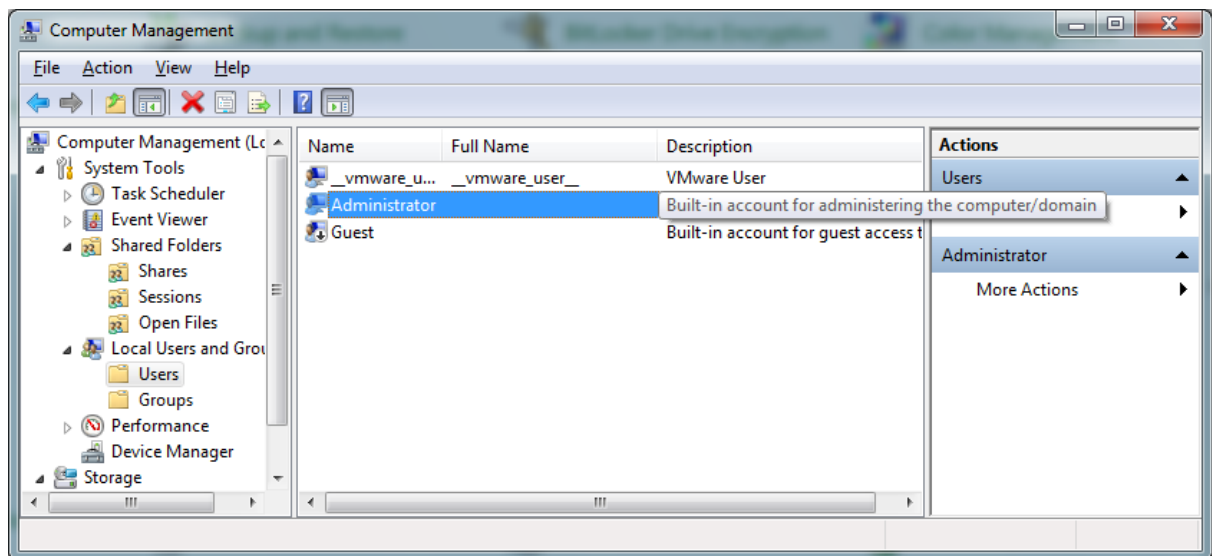 Computer Management
File Action View Help
Computer Management (Lc
System Tools
Task Scheduler
Event Viewer
Shared Folders
Shares
Sessions
Open Files
Local Users and Grou
Users
Groups
Performance
Device Manager
Storage
Name Full Name Description
__vmware_u... __vmware_user__ VMware User
Administrator Built-in account for administering the computer/domain
Guest Built-in account for guest access t
Actions
Users
Administrator
More Actions